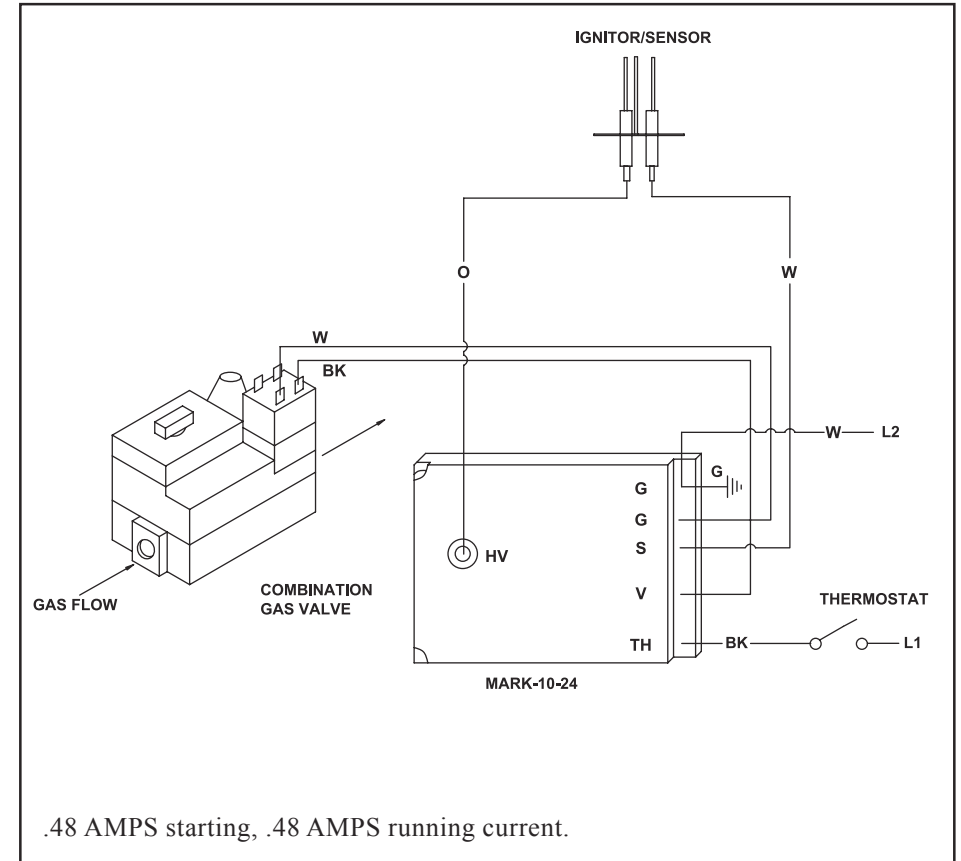 IGNITOR/SENSOR
O
W
W
BK
W
L2
G
G
G
S
HV
V
TH
BK
THERMOSTAT
L1
GAS FLOW
COMBINATION
GAS VALVE
MARK-10-24
.48 AMPS starting, .48 AMPS running current.